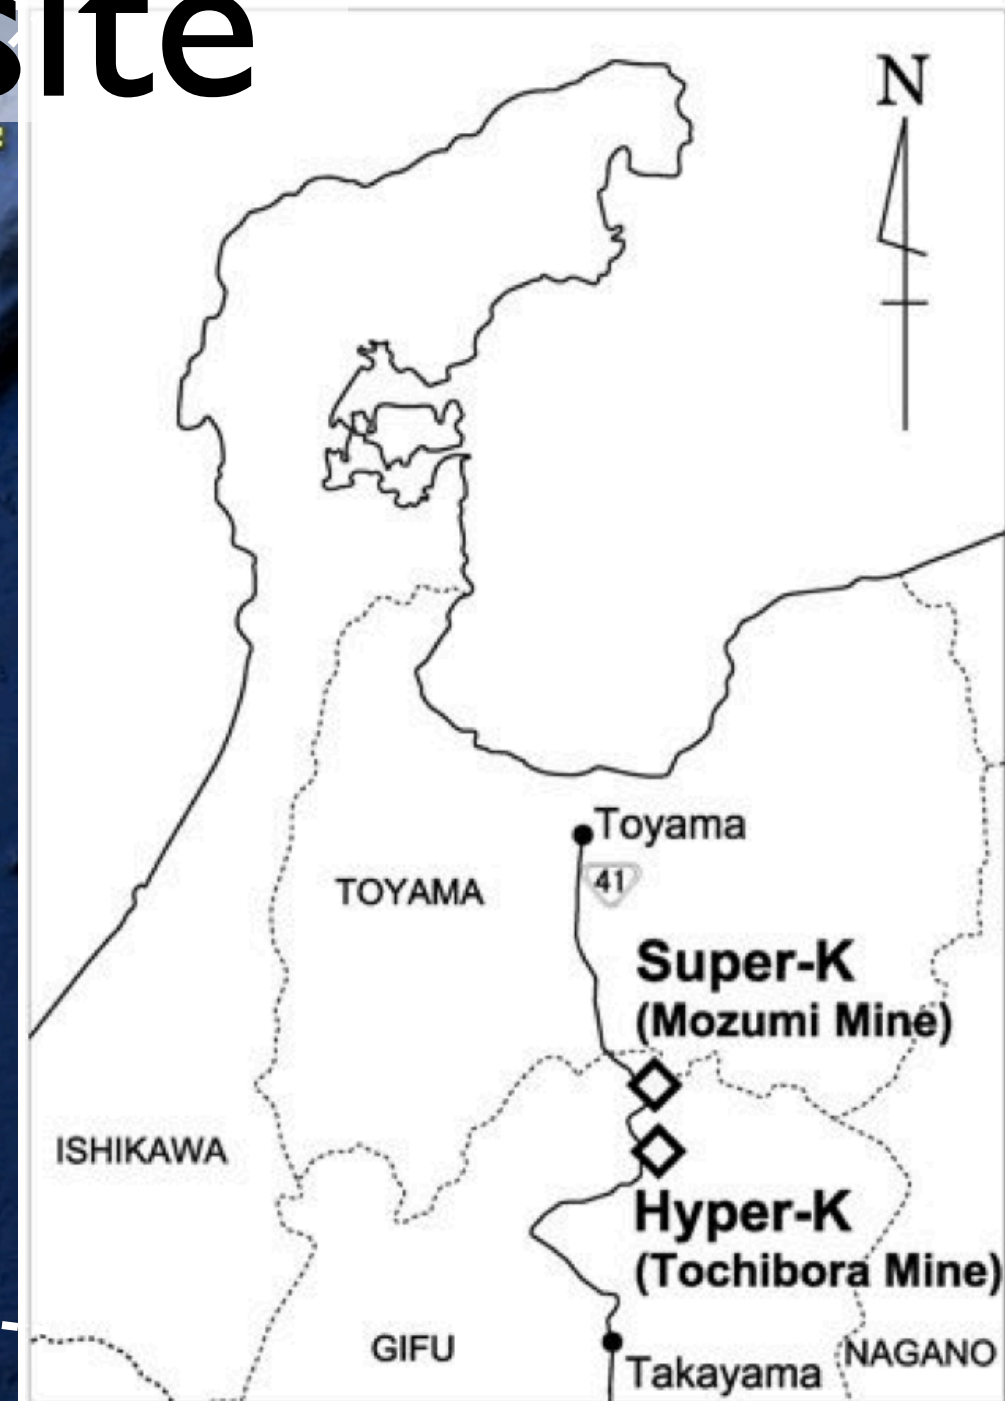 site
N
Toyama
41
TOYAMA
Super-K
(Mozumi Mine)
ISHIKAWA
Hyper-K
(Tochibora Mine)
GIFU
NAGANO
Takayama